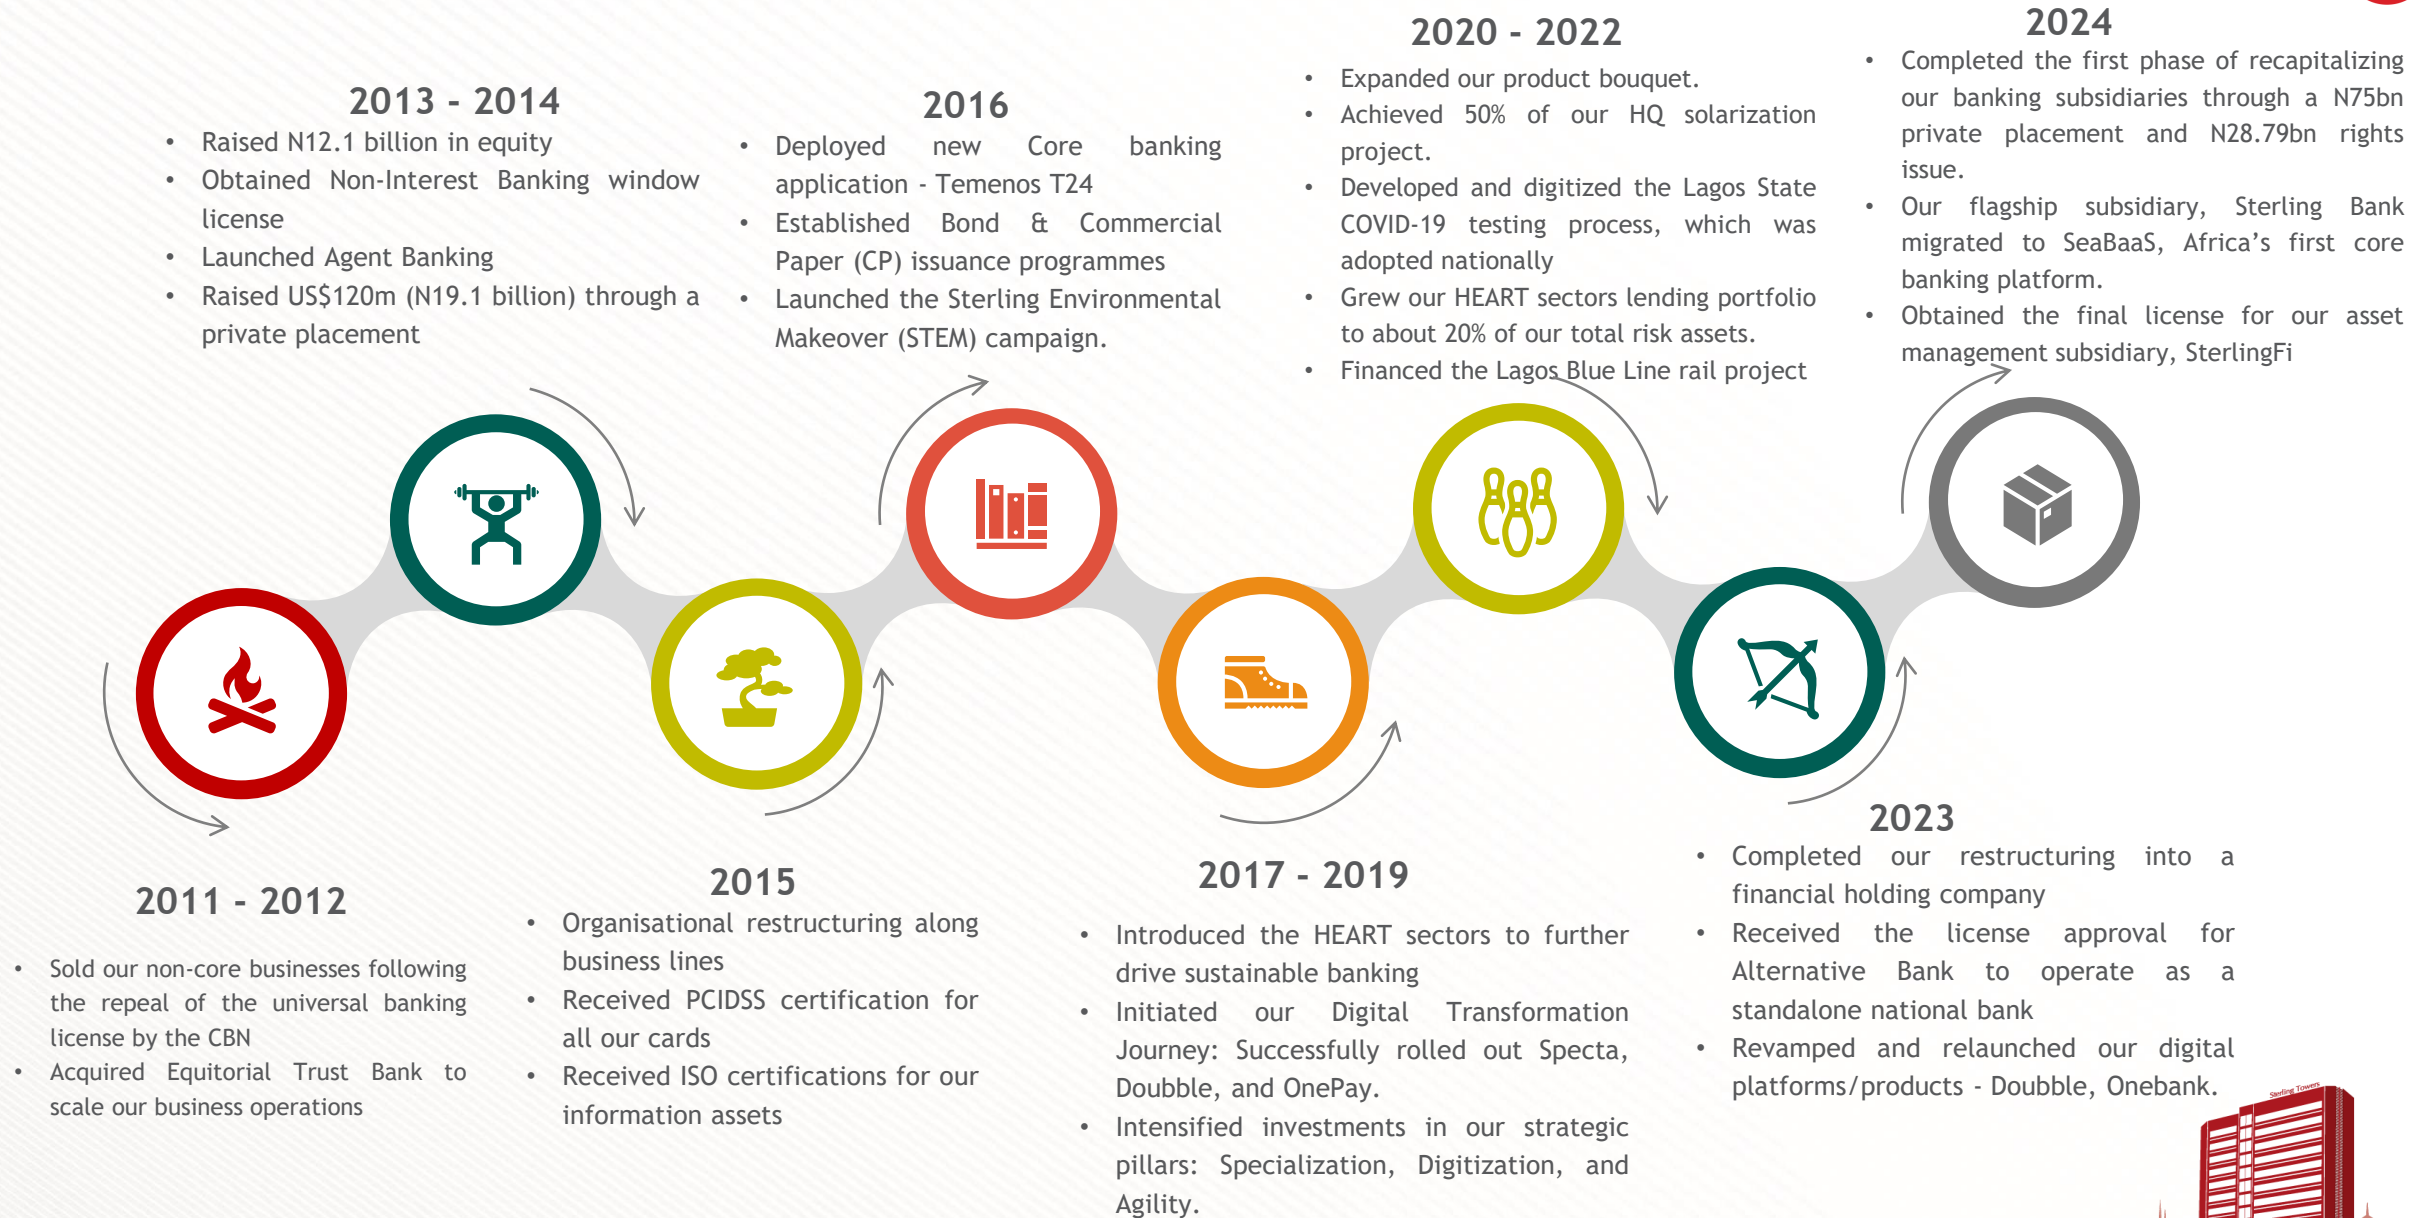 2011 - 2012
• Sold our non-core businesses following
the repeal of the universal banking
license by the CBN
• Acquired Equitorial Trust Bank to
scale our business operations
2013 - 2014
• Raised N12.1 billion in equity
• Obtained Non-Interest Banking window
license
• Launched Agent Banking
• Raised US$120m (N19.1 billion) through a
private placement
2015
• Organisational restructuring along
business lines
• Received PCIDSS certification for
all our cards
• Received ISO certifications for our
information assets
2016
• Deployed new Core banking
application - Temenos T24
• Established Bond & Commercial
Paper (CP) issuance programmes
• Launched the Sterling Environmental
Makeover (STEM) campaign.
2017 - 2019
• Introduced the HEART sectors to further
drive sustainable banking
• Initiated our Digital Transformation
Journey: Successfully rolled out Specta,
Doubble, and OnePay.
• Intensified investments in our strategic
pillars: Specialization, Digitization, and
Agility.
2020 - 2022
• Expanded our product bouquet.
• Achieved 50% of our HQ solarization
project.
• Developed and digitized the Lagos State
COVID-19 testing process, which was
adopted nationally
• Grew our HEART sectors lending portfolio
to about 20% of our total risk assets.
• Financed the Lagos Blue Line rail project
2023
• Completed our restructuring into a
financial holding company
• Received the license approval for
Alternative Bank to operate as a
standalone national bank
• Revamped and relaunched our digital
platforms/products - Doubble, Onebank.
2024
• Completed the first phase of recapitalizing
our banking subsidiaries through a N75bn
private placement and N28.79bn rights
issue.
• Our flagship subsidiary, Sterling Bank
migrated to SeaBaaS, Africa’s first core
banking platform.
• Obtained the final license for our asset
management subsidiary, SterlingFi
Sterling Towers